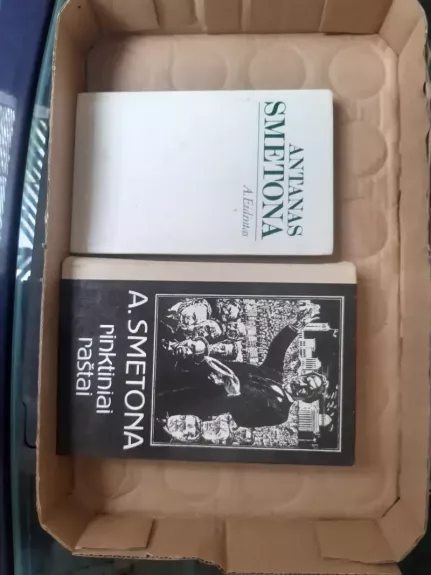 ANTANAS
SMETONA
A.Eidintas
A. SMETONA
rinktiniai
raštai